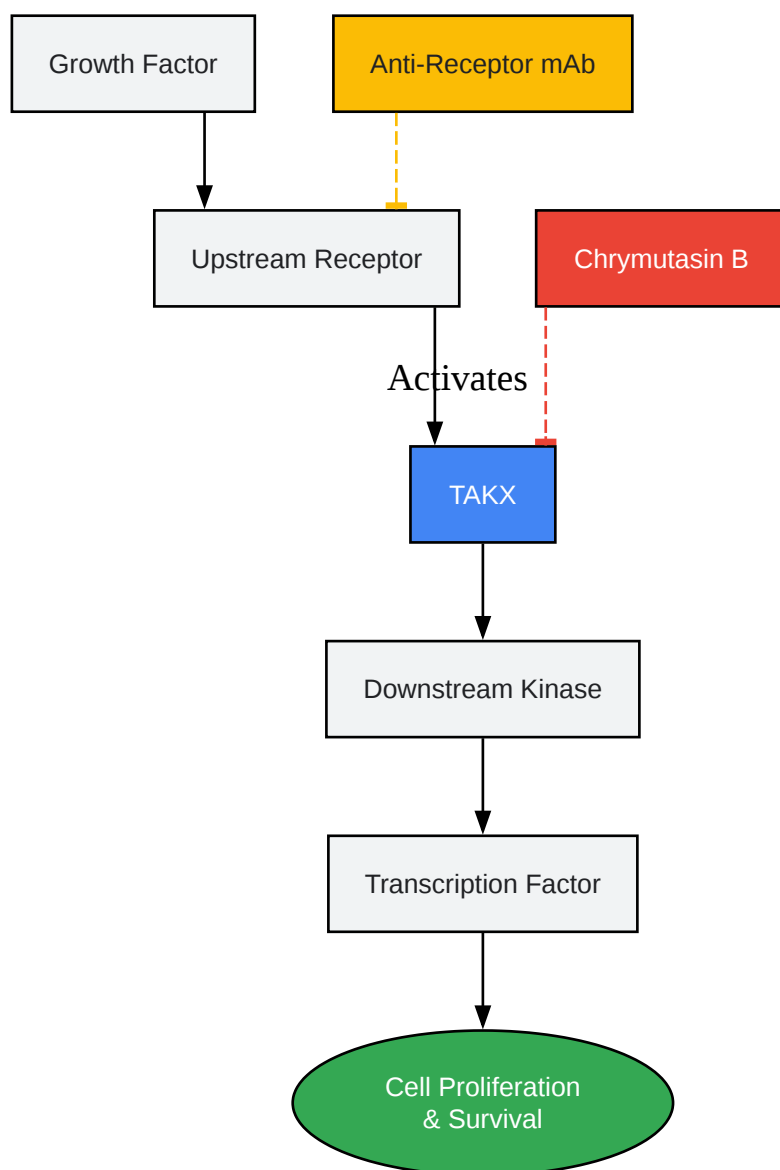 Growth Factor
Anti-Receptor mAb
Upstream Receptor
Chrymutasin B
Activates
TAKX
Downstream Kinase
Transcription Factor
Cell Proliferation
& Survival